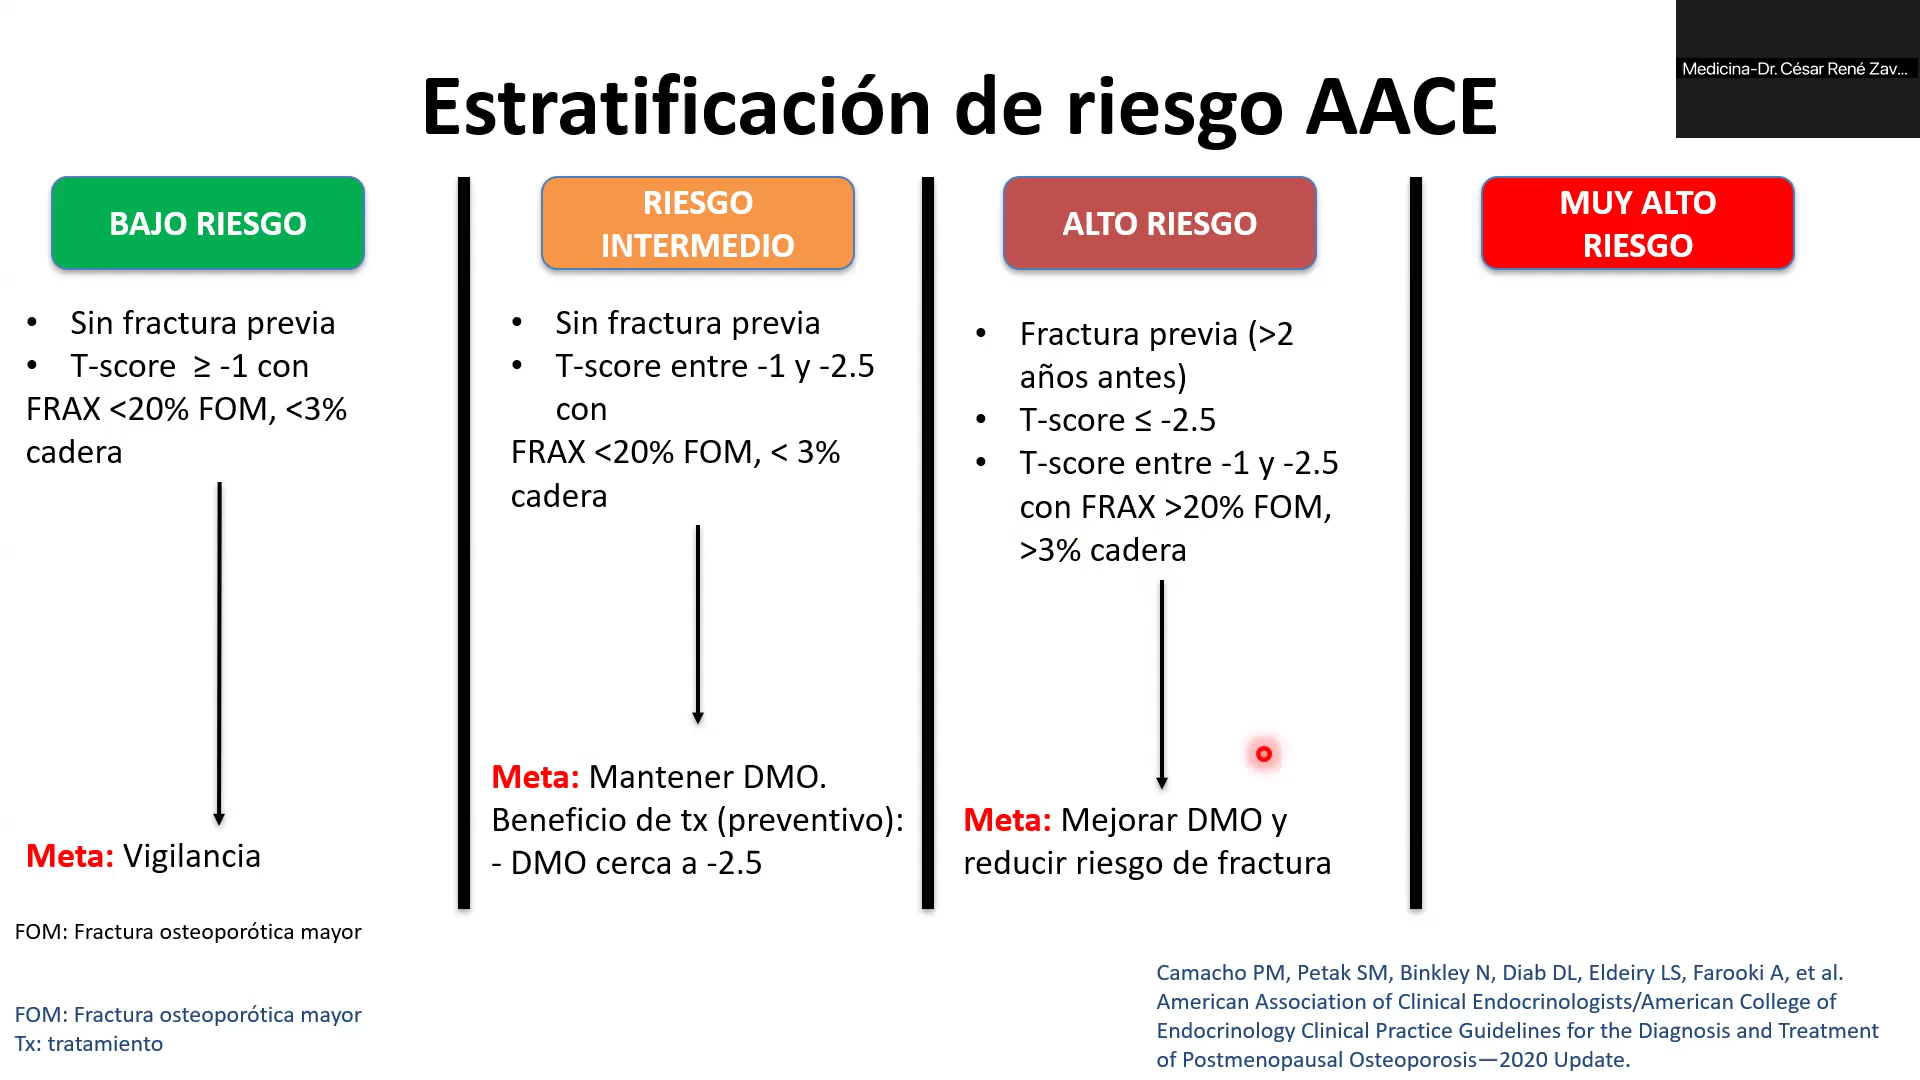 Medicina-Dr. César René Zav...
Estratificación de riesgo AACE
BAJO RIESGO
• Sin fractura previa
• T-score ≥ -1 con
FRAX <20% FOM, <3%
cadera
Meta: Vigilancia
RIESGO
INTERMEDIO
• Sin fractura previa
• T-score entre -1 y -2.5
con
FRAX <20% FOM, < 3%
cadera
Meta: Mantener DMO.
Beneficio de tx (preventivo):
- DMO cerca a -2.5
ALTO RIESGO
• Fractura previa (>2
años antes)
• T-score ≤ -2.5
• T-score entre -1 y -2.5
con FRAX >20% FOM,
>3% cadera
Meta: Mejorar DMO y
reducir riesgo de fractura
MUY ALTO
RIESGO
FOM: Fractura osteoporótica mayor
FOM: Fractura osteoporótica mayor
Tx: tratamiento
Camacho PM, Petak SM, Binkley N, Diab DL, Eldeiry LS, Farooki A, et al.
American Association of Clinical Endocrinologists/American College of
Endocrinology Clinical Practice Guidelines for the Diagnosis and Treatment
of Postmenopausal Osteoporosis—2020 Update.